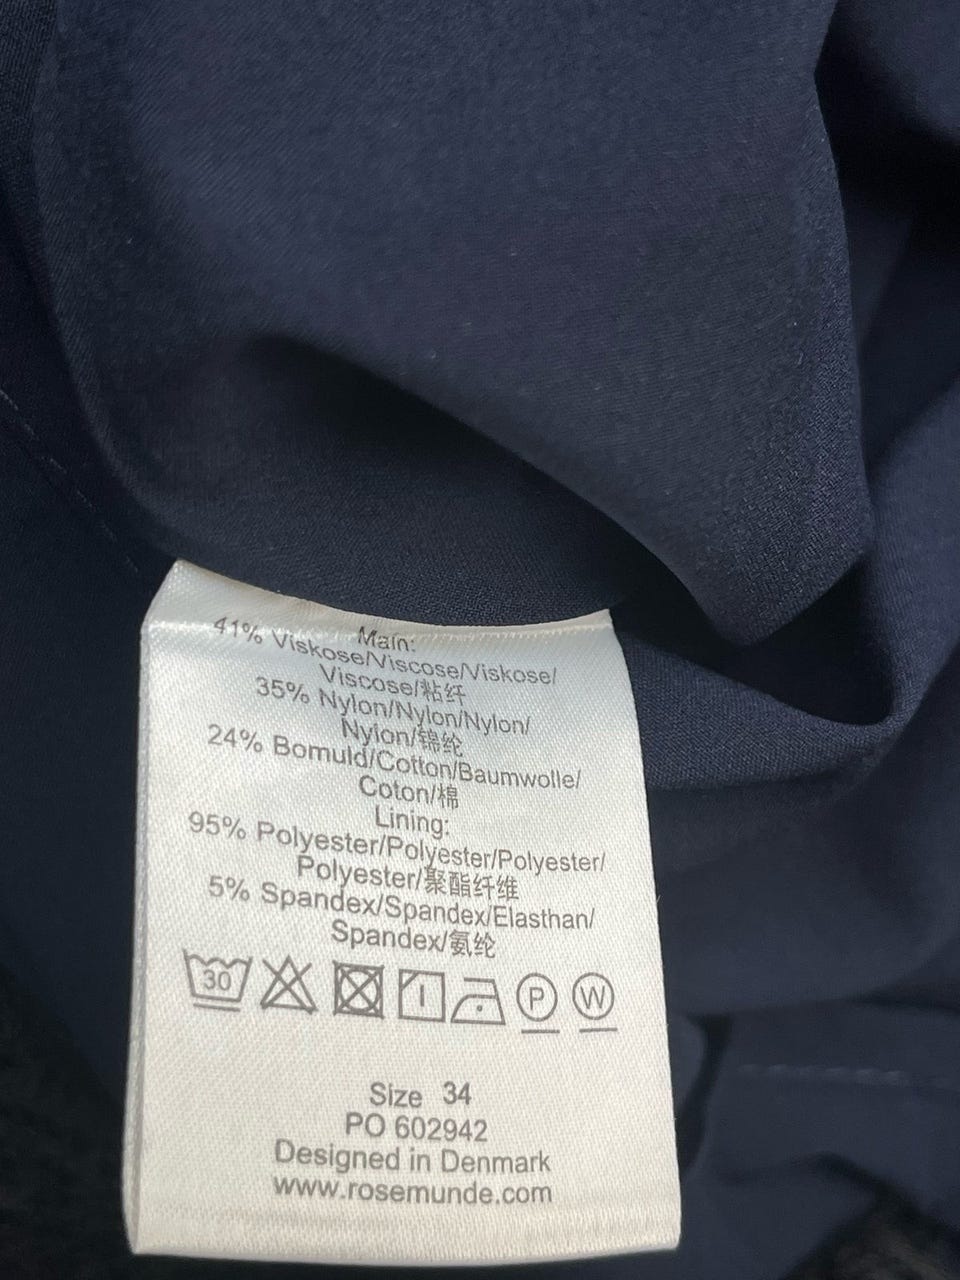 Main:
41% Viskose/Viscose/Viskose/
Viscose/粘纤
35% Nylon/Nylon/Nylon/
Nylon/锦纶
24% Bomuld/Cotton/Baumwolle/
Coton/棉
Lining:
95% Polyester/Polyester/Polyester/
Polyester/聚酯纤维
5% Spandex/Spandex/Elasthan/
Spandex/氨纶
30 P W
Size 34
PO 602942
Designed in Denmark
www.rosemunde.com